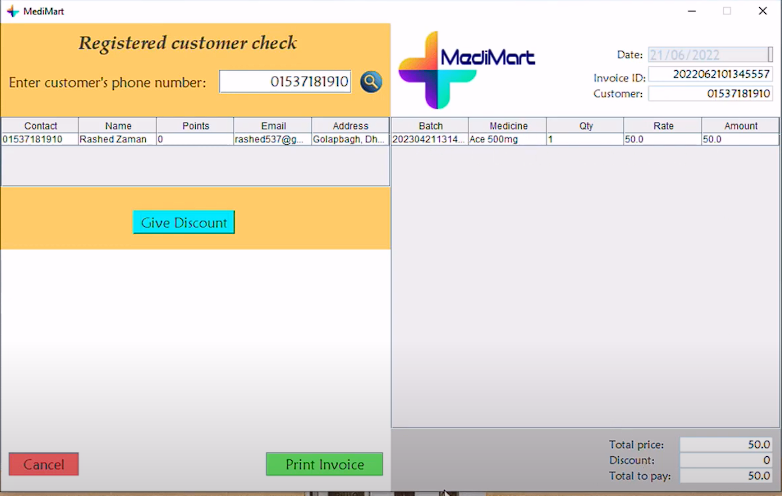 MediMart
Registered customer check
Enter customer's phone number: 01537181910
Contact Name Points Email Address
01537181910 Rashed Zaman 0 rashed537@g... Golapbagh, Dh...
Give Discount
Cancel
Print Invoice
MediMart
Date: 21/06/2022
Invoice ID: 2022062101345557
Customer: 01537181910
Batch Medicine Qty Rate Amount
202304211314... Ace 500mg 1 50.0 50.0
Total price: 50.0
Discount: 0
Total to pay: 50.0